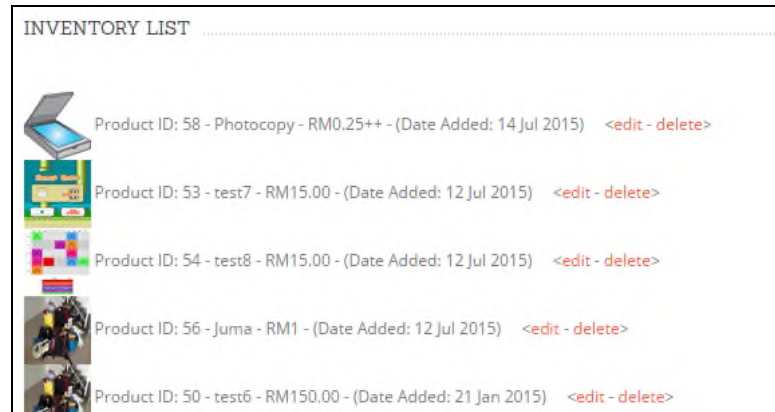 INVENTORY LIST
Product ID: 58 - Photocopy - RM0.25++ - (Date Added: 14 Jul 2015) <edit - delete>
Product ID: 53 - test7 - RM15.00 - (Date Added: 12 Jul 2015) <edit - delete>
Product ID: 54 - test8 - RM15.00 - (Date Added: 12 Jul 2015) <edit - delete>
Product ID: 56 - Juma - RM1 - (Date Added: 12 Jul 2015) <edit - delete>
Product ID: 50 - test6 - RM150.00 - (Date Added: 21 Jan 2015) <edit - delete>